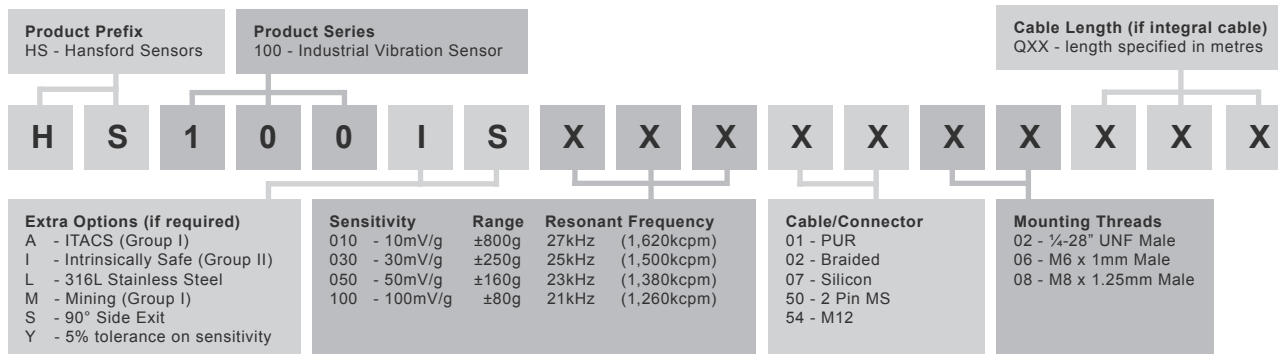 Product Prefix
HS - Hansford Sensors
Product Series
100 - Industrial Vibration Sensor
Cable Length (if integral cable)
QXX - length specified in metres
H S 1 0 0 I S X X X X X X X X X X
Extra Options (if required)
A - ITACS (Group I)
I - Intrinsically Safe (Group II)
L - 316L Stainless Steel
M - Mining (Group I)
S - 90° Side Exit
Y - 5% tolerance on sensitivity
Sensitivity Range Resonant Frequency
010 - 10mV/g ±800g 27kHz (1,620kcpm)
030 - 30mV/g ±250g 25kHz (1,500kcpm)
050 - 50mV/g ±160g 23kHz (1,380kcpm)
100 - 100mV/g ±80g 21kHz (1,260kcpm)
Cable/Connector
01 - PUR
02 - Braided
07 - Silicon
50 - 2 Pin MS
54 - M12
Mounting Threads
02 - ¼-28” UNF Male
06 - M6 x 1mm Male
08 - M8 x 1.25mm Male